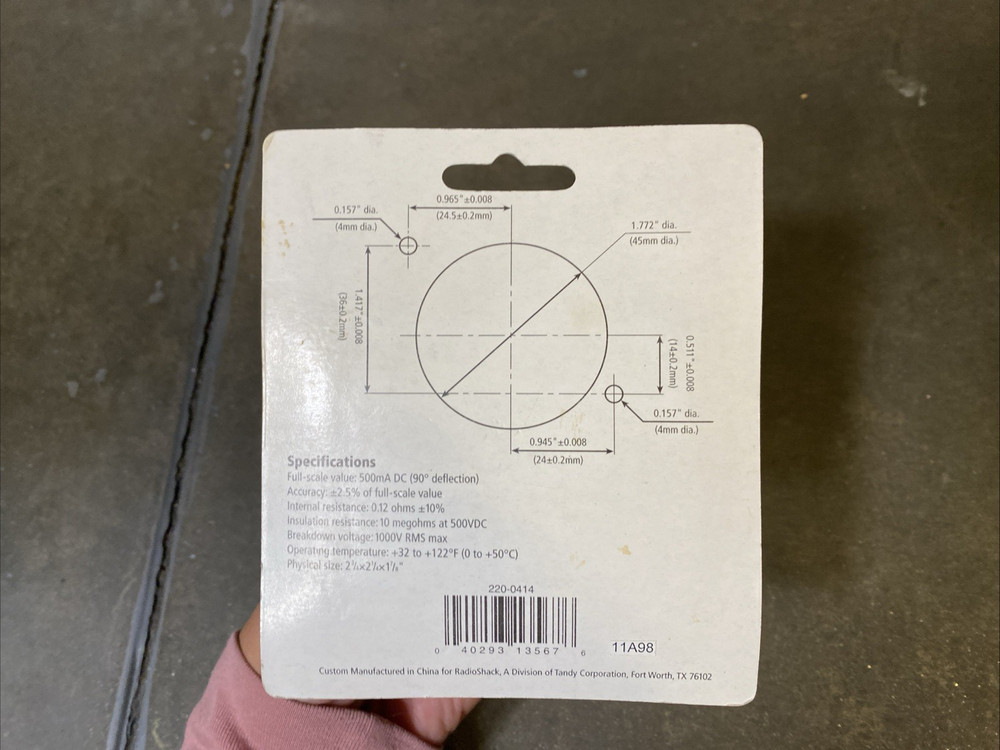 0.965"±0.008
(24.5±0.2mm)
0.157" dia.
(4mm dia.)
1.772" dia.
(45mm dia.)
1.417"±0.008
(36±0.2mm)
0.511"±0.008
(14±0.2mm)
0.157" dia.
(4mm dia.)
0.945"±0.008
(24±0.2mm)
Specifications
Full-scale value: 500mA DC (90° deflection)
Accuracy: ±2.5% of full-scale value
Internal resistance: 0.12 ohms ±10%
Insulation resistance: 10 megohms at 500VDC
Breakdown voltage: 1000V RMS max
Operating temperature: +32 to +122°F (0 to +50°C)
Physical size:
220-0414
0 40293 13567 6
11A98
Custom Manufactured in China for RadioShack, A Division of Tandy Corporation, Fort Worth, TX 76102